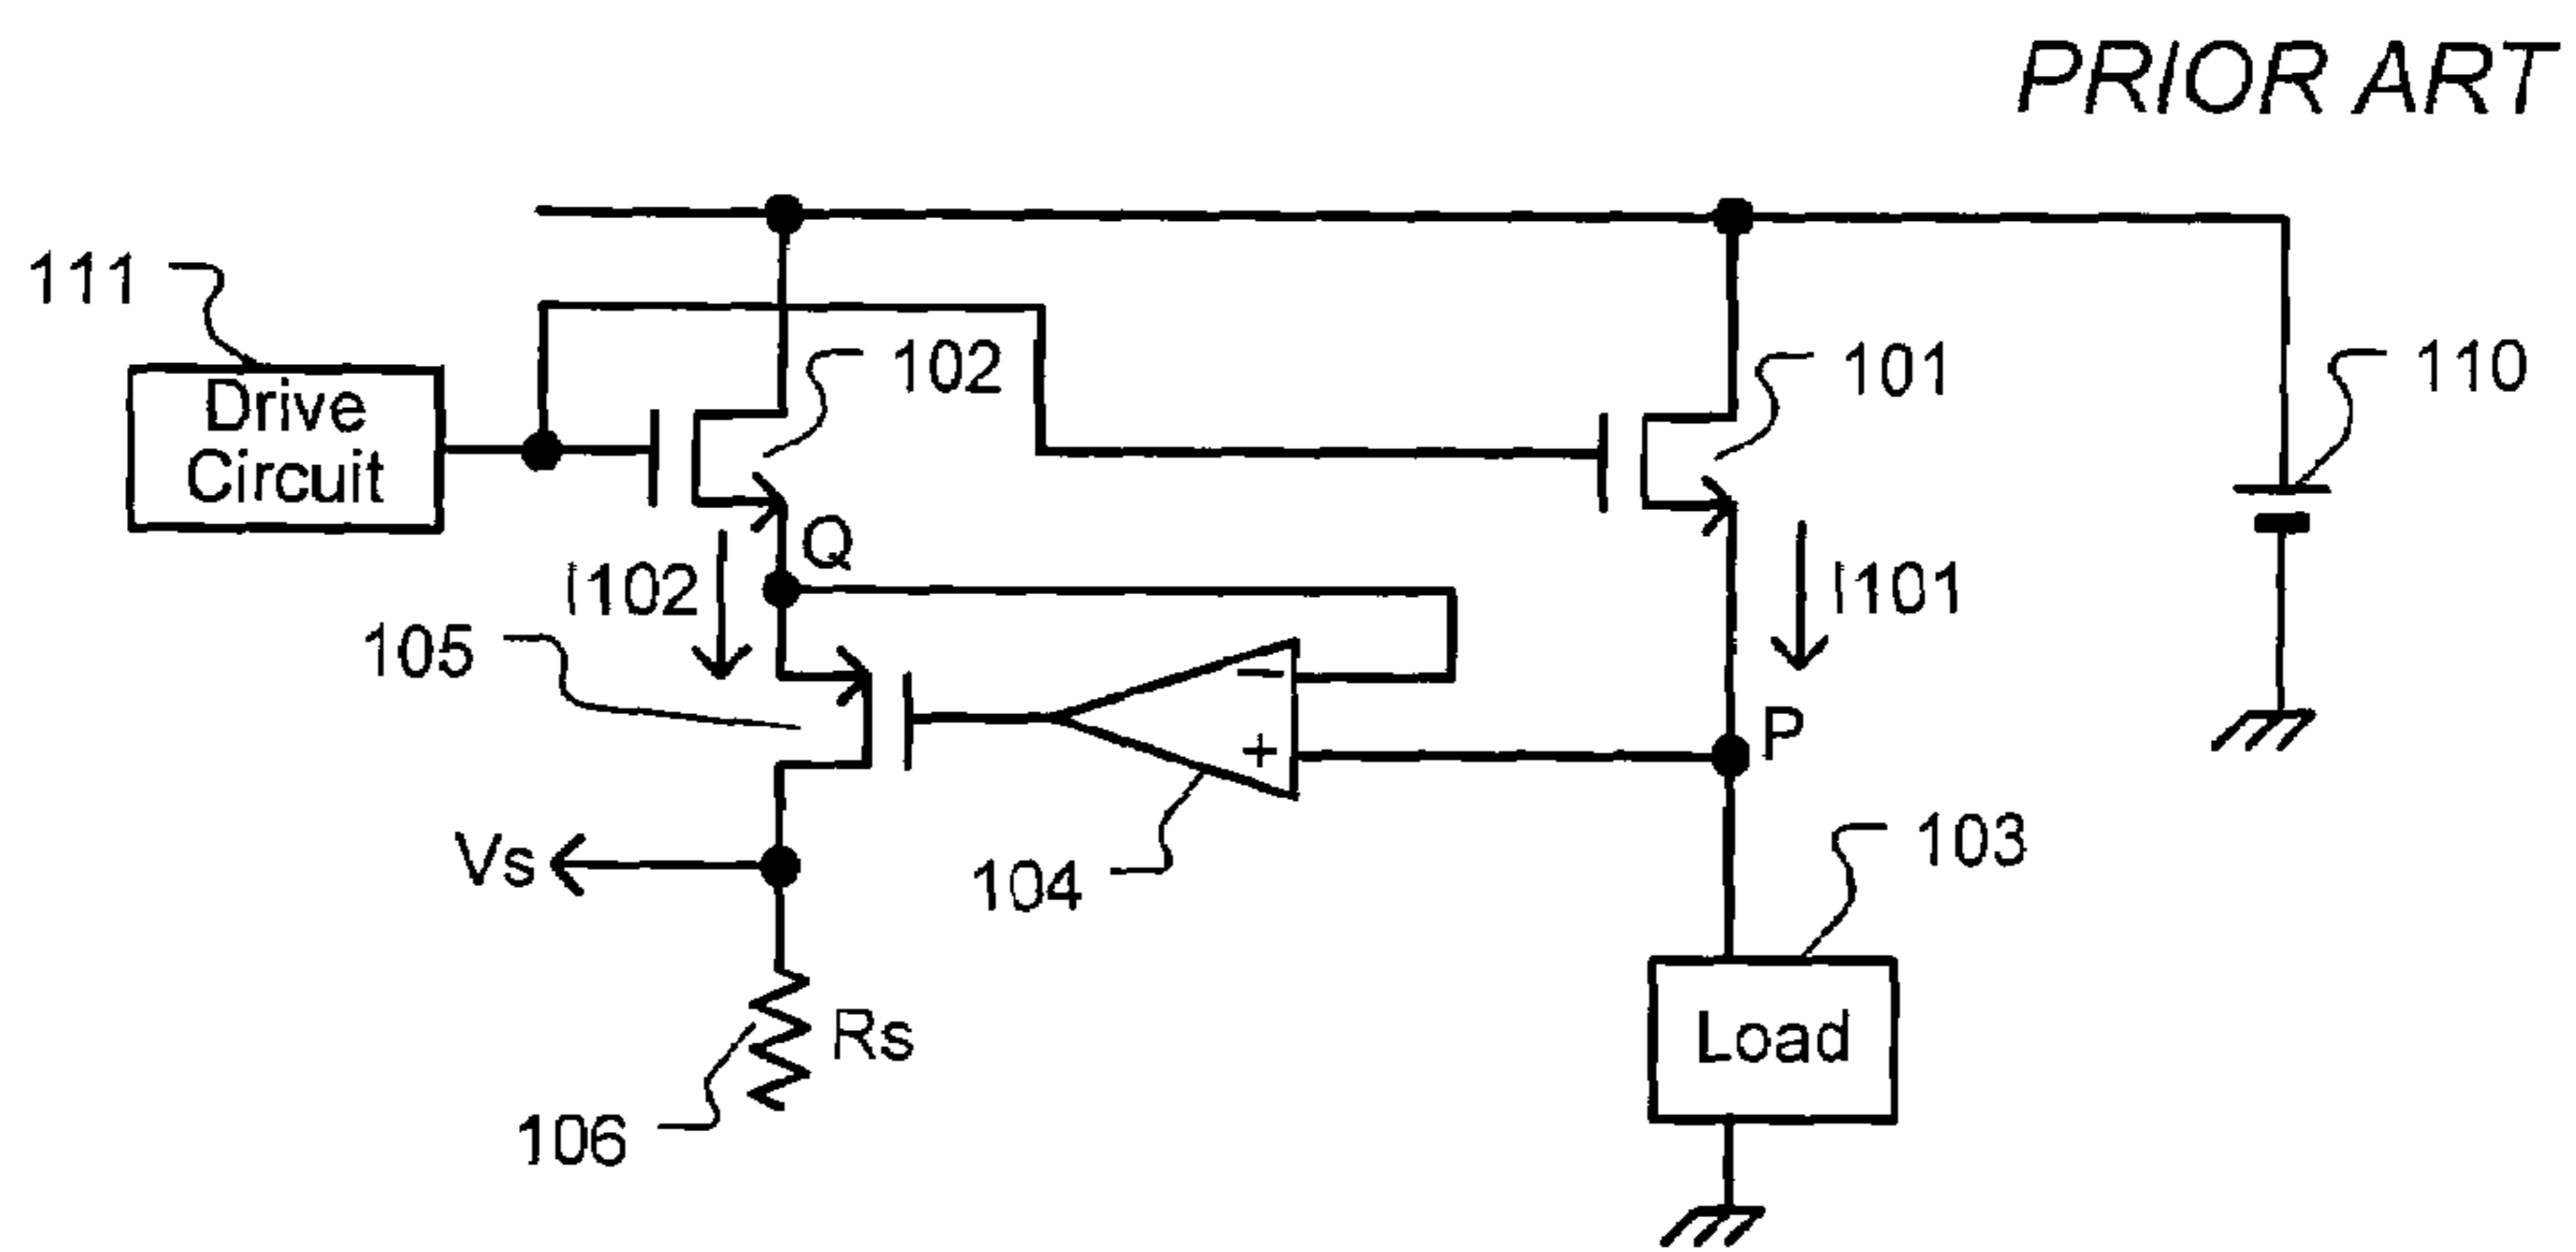 PRIOR ART
111
Drive
Circuit
102
101
110
Q
I102
I101
105
−
+
P
Vs
104
103
Rs
Load
106